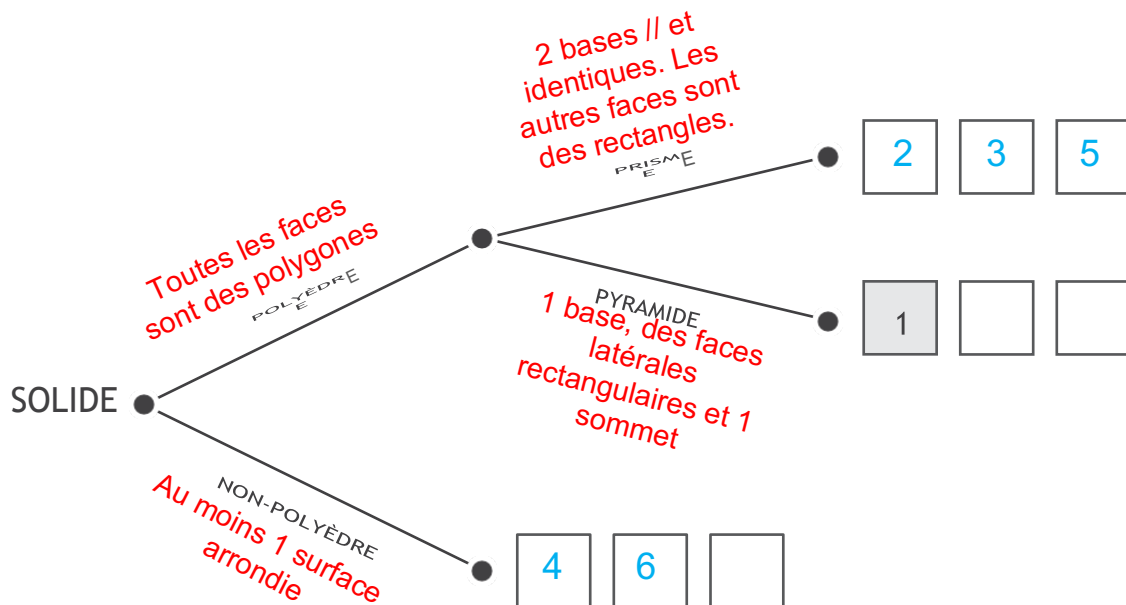 2 bases // et
identiques. Les
autres faces sont
des rectangles.
PRISME
E
2 3 5
Toutes les faces
sont des polygones
POLYÈDRE
E
PYRAMIDE
1 base, des faces
latérales
rectangulaires et 1
sommet
1
SOLIDE
NON-POLYÈDRE
Au moins 1 surface
arrondie
4 6